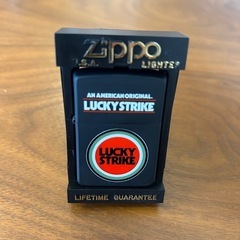 Zippo
U.S.A. LIGHTER
AN AMERICAN ORIGINAL.
LUCKY STRIKE
LUCKY
STRIKE
LIFETIME GUARANTEE